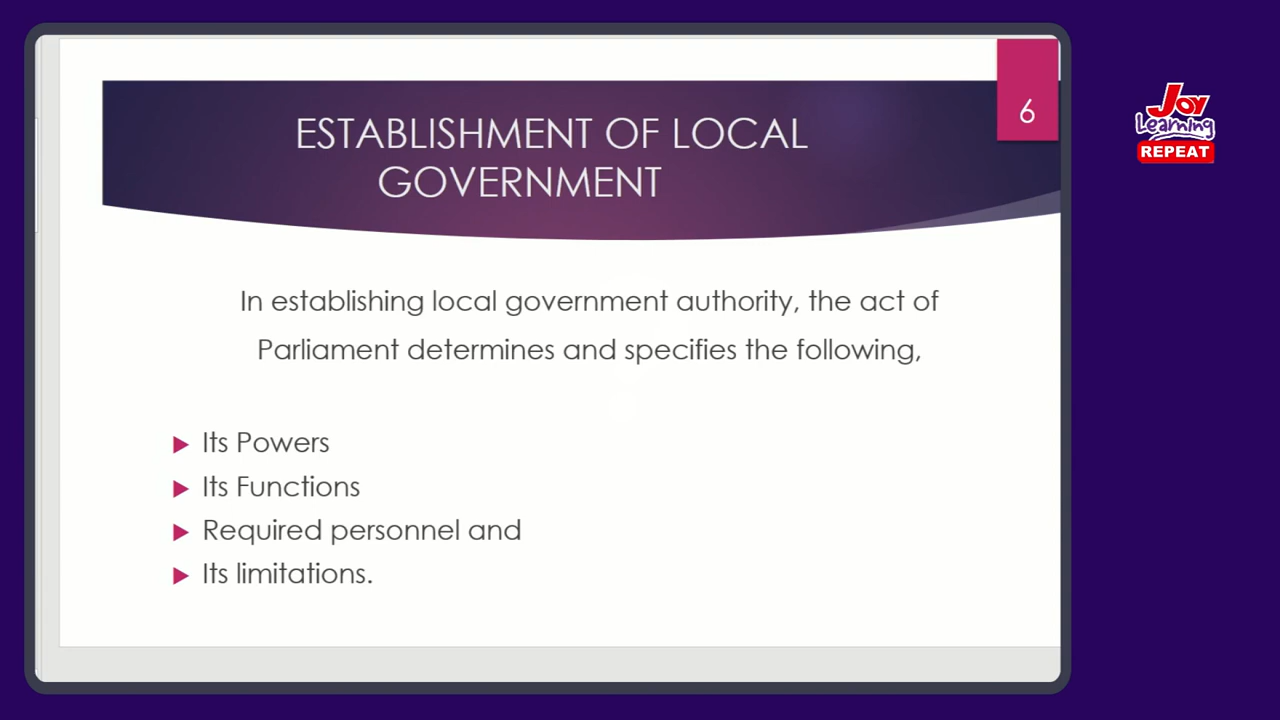 6
ESTABLISHMENT OF LOCAL
GOVERNMENT
In establishing local government authority, the act of
Parliament determines and specifies the following,
Its Powers
Its Functions
Required personnel and
Its limitations.
Joy
Learning
REPEAT